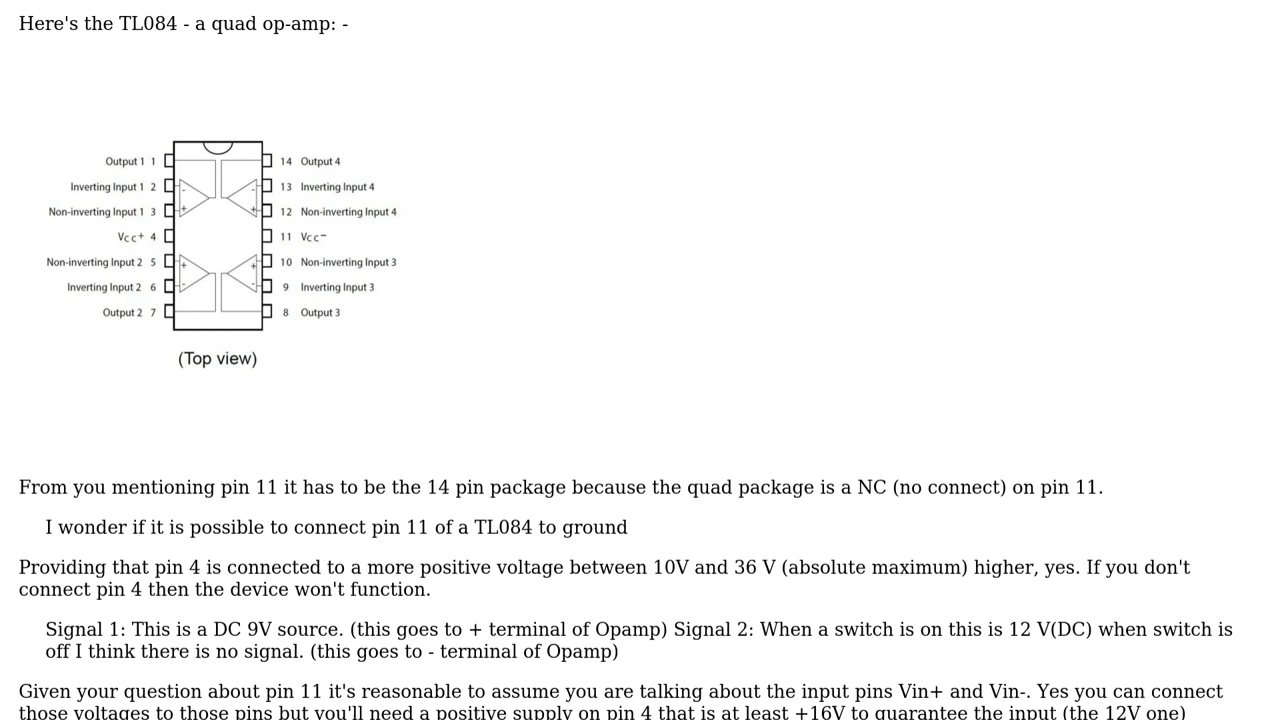 Here's the TL084 - a quad op-amp: -
Output 1 1
14 Output 4
Inverting Input 1 2
13 Inverting Input 4
Non-inverting Input 1 3
12 Non-inverting Input 4
Vcc+ 4
11 Vcc-
Non-inverting Input 2 5
10 Non-inverting Input 3
Inverting Input 2 6
9 Inverting Input 3
Output 2 7
8 Output 3
(Top view)
From you mentioning pin 11 it has to be the 14 pin package because the quad package is a NC (no connect) on pin 11.
I wonder if it is possible to connect pin 11 of a TL084 to ground
Providing that pin 4 is connected to a more positive voltage between 10V and 36 V (absolute maximum) higher, yes. If you don't
connect pin 4 then the device won't function.
Signal 1: This is a DC 9V source. (this goes to + terminal of Opamp) Signal 2: When a switch is on this is 12 V(DC) when switch is
off I think there is no signal. (this goes to - terminal of Opamp)
Given your question about pin 11 it's reasonable to assume you are talking about the input pins Vin+ and Vin-. Yes you can connect
those voltages to those pins but you'll need a positive supply on pin 4 that is at least +16V to guarantee the input (the 12V one)